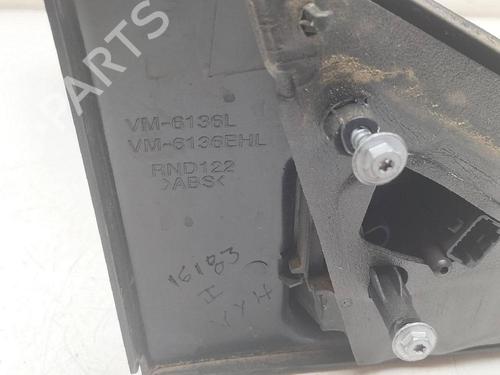 PARTS
VM-6136L
VM-6136EHL
RND122
>ABS<
16183